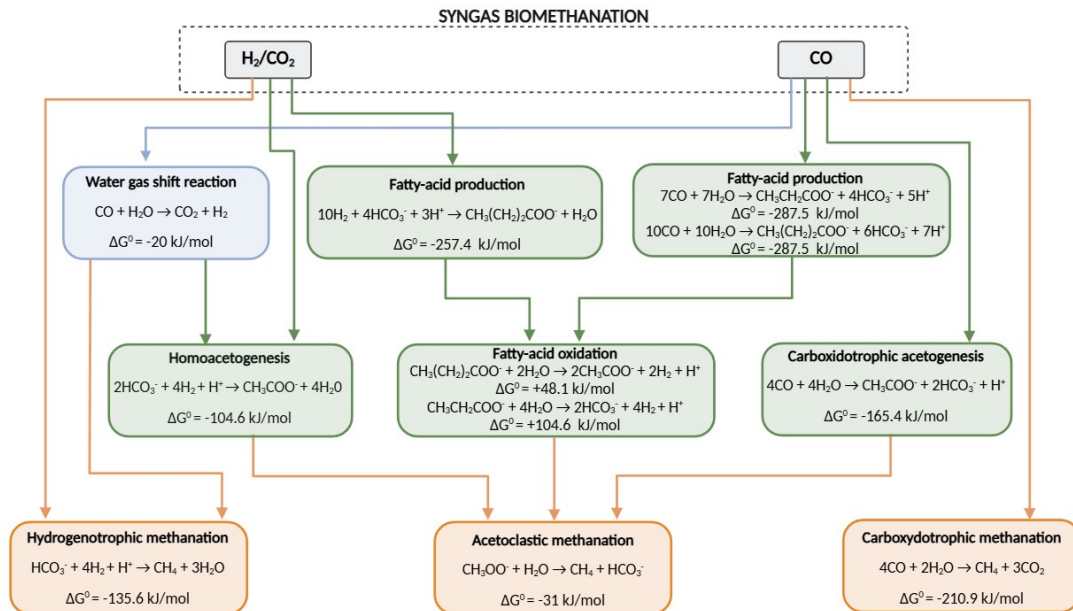 SYNGAS BIOMETHANATION
H₂/CO₂
CO
Water gas shift reaction
CO + H₂O → CO₂ + H₂
ΔG⁰ = -20 kJ/mol
Fatty-acid production
10H₂ + 4HCO₃⁻ + 3H⁺ → CH₃(CH₂)₂COO⁻ + H₂O
ΔG⁰ = -257.4 kJ/mol
Fatty-acid production
7CO + 7H₂O → CH₃CH₂COO⁻ + 4HCO₃⁻ + 5H⁺
ΔG⁰ = -287.5 kJ/mol
10CO + 10H₂O → CH₃(CH₂)₂COO⁻ + 6HCO₃⁻ + 7H⁺
ΔG⁰ = -287.5 kJ/mol
Homoacetogenesis
2HCO₃⁻ + 4H₂ + H⁺ → CH₃COO⁻ + 4H₂0
ΔG⁰ = -104.6 kJ/mol
Fatty-acid oxidation
CH₃(CH₂)₂COO⁻ + 2H₂O → 2CH₃COO⁻ + 2H₂ + H⁺
ΔG⁰ = +48.1 kJ/mol
CH₃CH₂COO⁻ + 4H₂O → 2HCO₃⁻ + 4H₂ + H⁺
ΔG⁰ = +104.6 kJ/mol
Carboxidotrophic acetogenesis
4CO + 4H₂O → CH₃COO⁻ + 2HCO₃⁻ + H⁺
ΔG⁰ = -165.4 kJ/mol
Hydrogenotrophic methanation
HCO₃⁻ + 4H₂ + H⁺ → CH₄ + 3H₂O
ΔG⁰ = -135.6 kJ/mol
Acetoclastic methanation
CH₃OO⁻ + H₂O → CH₄ + HCO₃⁻
ΔG⁰ = -31 kJ/mol
Carboxydotrophic methanation
4CO + 2H₂O → CH₄ + 3CO₂
ΔG⁰ = -210.9 kJ/mol